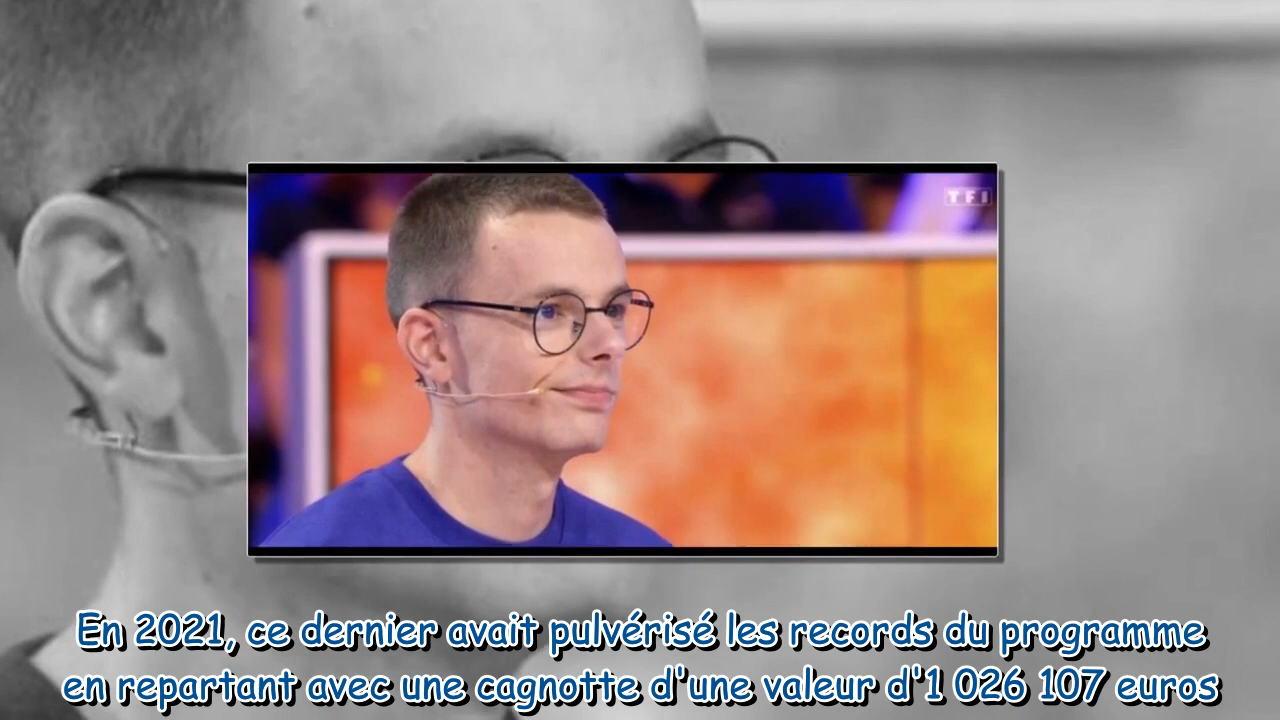 TF1
En 2021, ce dernier avait pulvérisé les records du programme
en repartant avec une cagnotte d'une valeur d'1 026 107 euros